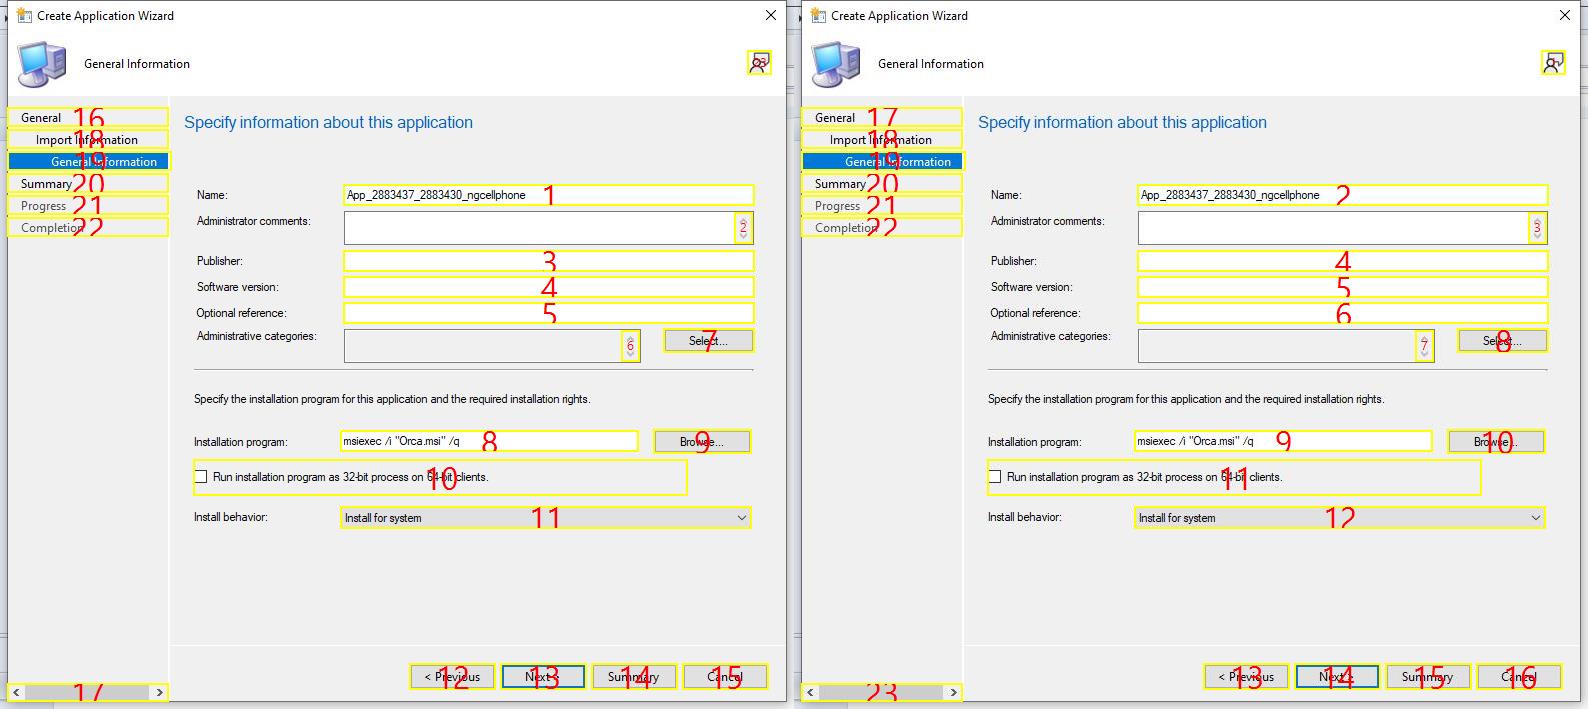 Create Application Wizard
General Information
23
General 16
Import Information 18
General Information 19
Summary 20
Progress 21
Completion 22
17
Specify information about this application
Name: App_2883437_2883430_ngcellphone 1
Administrator comments: 2
Publisher: 3
Software version: 4
Optional reference: 5
Administrative categories: 6 Select... 7
Specify the installation program for this application and the required installation rights.
Installation program: msiexec /i "Orca.msi" /q 8 Browse... 9
Run installation program as 32-bit process on 64-bit clients. 10
Install behavior: Install for system 11
< Previous 12 Next > 13 Summary 14 Cancel 15
Create Application Wizard
General Information
1
General 17
Import Information 18
General Information 19
Summary 20
Progress 21
Completion 22
23
Specify information about this application
Name: App_2883437_2883430_ngcellphone 2
Administrator comments: 3
Publisher: 4
Software version: 5
Optional reference: 6
Administrative categories: 7 Select... 8
Specify the installation program for this application and the required installation rights.
Installation program: msiexec /i "Orca.msi" /q 9 Browse... 10
Run installation program as 32-bit process on 64-bit clients. 11
Install behavior: Install for system 12
< Previous 13 Next > 14 Summary 15 Cancel 16